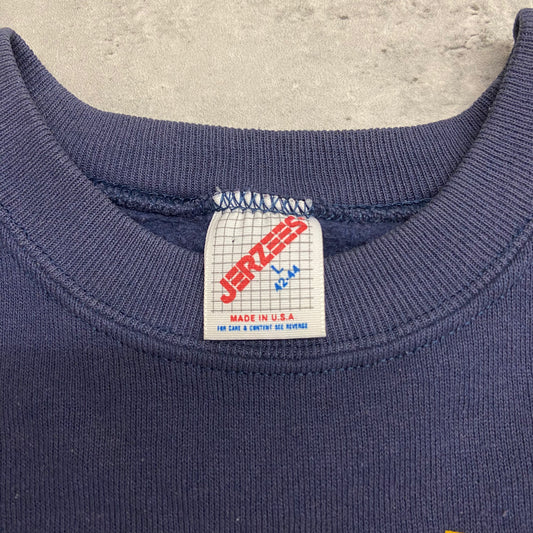 JERZEES
L
42-44
MADE IN U.S.A
FOR CARE & CONTENT SEE REVERSE